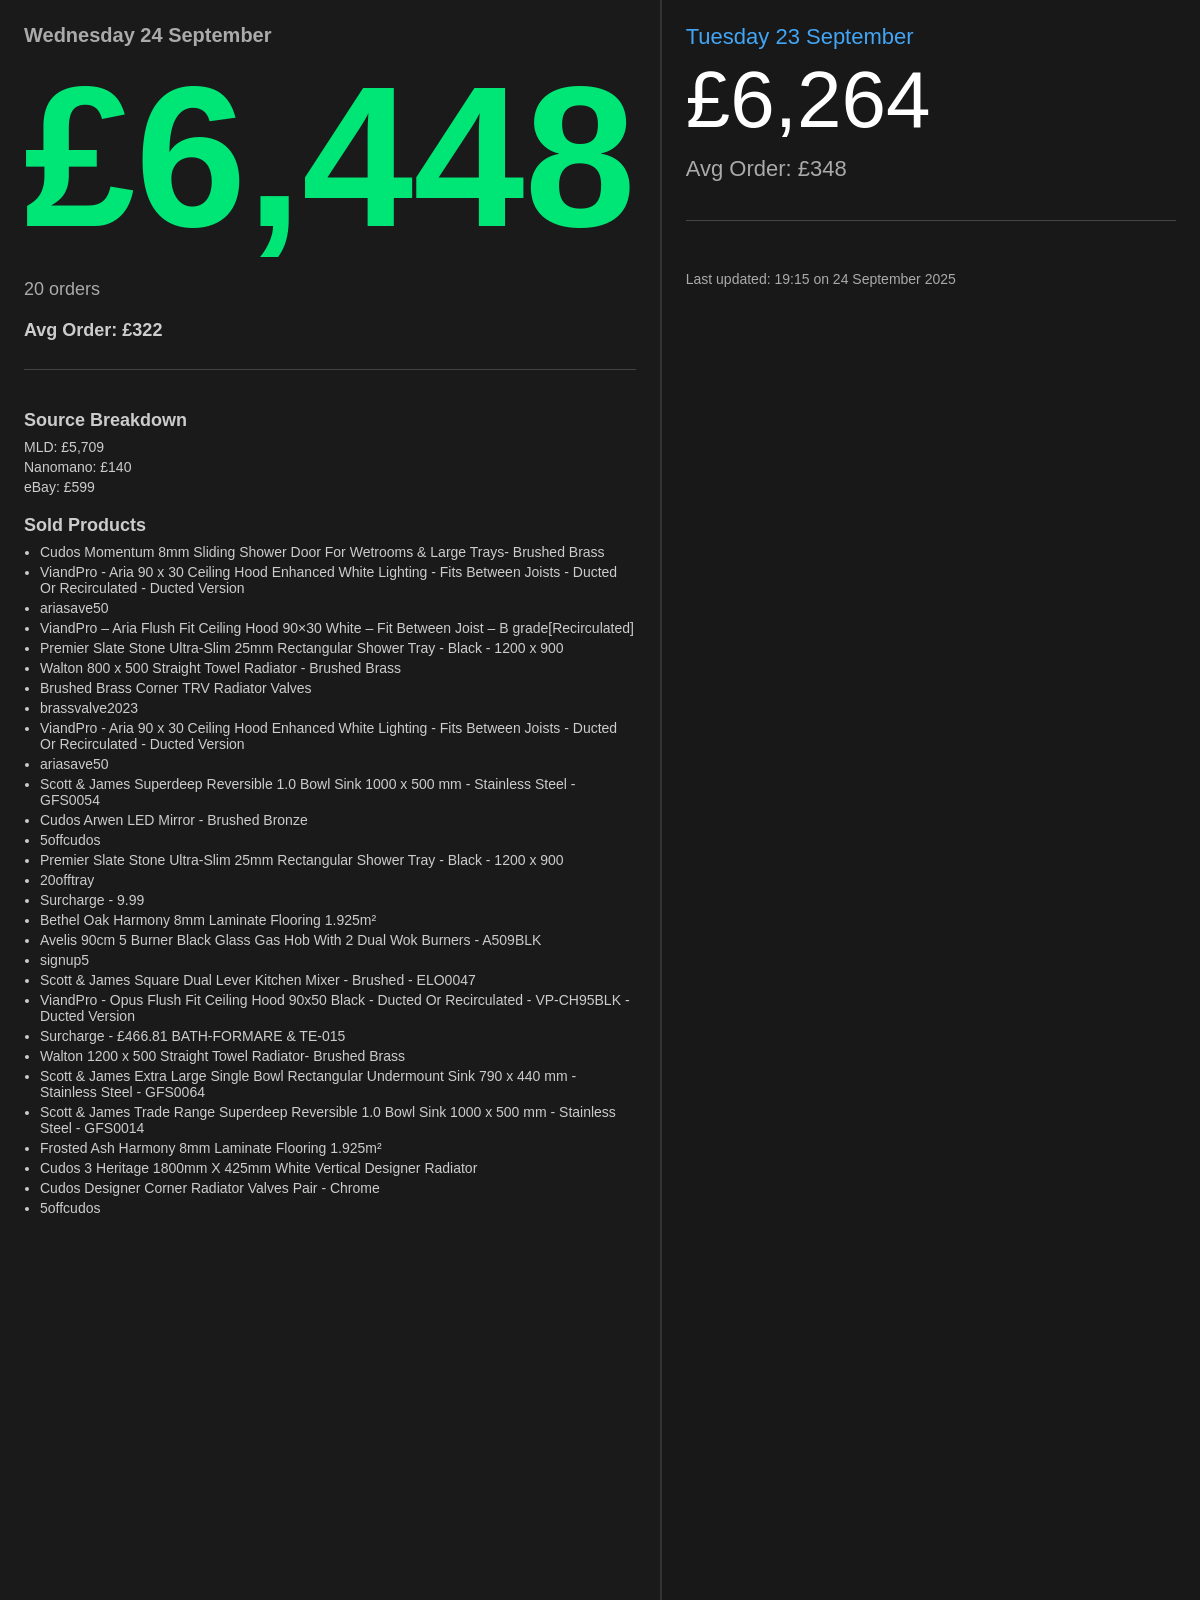 Wednesday 24 September
£6,448
20 orders
Avg Order: £322
Source Breakdown
MLD: £5,709
Nanomano: £140
eBay: £599
Sold Products
• Cudos Momentum 8mm Sliding Shower Door For Wetrooms & Large Trays- Brushed Brass
• ViandPro - Aria 90 x 30 Ceiling Hood Enhanced White Lighting - Fits Between Joists - Ducted
Or Recirculated - Ducted Version
• ariasave50
• ViandPro – Aria Flush Fit Ceiling Hood 90×30 White – Fit Between Joist – B grade[Recirculated]
• Premier Slate Stone Ultra-Slim 25mm Rectangular Shower Tray - Black - 1200 x 900
• Walton 800 x 500 Straight Towel Radiator - Brushed Brass
• Brushed Brass Corner TRV Radiator Valves
• brassvalve2023
• ViandPro - Aria 90 x 30 Ceiling Hood Enhanced White Lighting - Fits Between Joists - Ducted
Or Recirculated - Ducted Version
• ariasave50
• Scott & James Superdeep Reversible 1.0 Bowl Sink 1000 x 500 mm - Stainless Steel -
GFS0054
• Cudos Arwen LED Mirror - Brushed Bronze
• 5offcudos
• Premier Slate Stone Ultra-Slim 25mm Rectangular Shower Tray - Black - 1200 x 900
• 20offtray
• Surcharge - 9.99
• Bethel Oak Harmony 8mm Laminate Flooring 1.925m²
• Avelis 90cm 5 Burner Black Glass Gas Hob With 2 Dual Wok Burners - A509BLK
• signup5
• Scott & James Square Dual Lever Kitchen Mixer - Brushed - ELO0047
• ViandPro - Opus Flush Fit Ceiling Hood 90x50 Black - Ducted Or Recirculated - VP-CH95BLK -
Ducted Version
• Surcharge - £466.81 BATH-FORMARE & TE-015
• Walton 1200 x 500 Straight Towel Radiator- Brushed Brass
• Scott & James Extra Large Single Bowl Rectangular Undermount Sink 790 x 440 mm -
Stainless Steel - GFS0064
• Scott & James Trade Range Superdeep Reversible 1.0 Bowl Sink 1000 x 500 mm - Stainless
Steel - GFS0014
• Frosted Ash Harmony 8mm Laminate Flooring 1.925m²
• Cudos 3 Heritage 1800mm X 425mm White Vertical Designer Radiator
• Cudos Designer Corner Radiator Valves Pair - Chrome
• 5offcudos
Tuesday 23 September
£6,264
Avg Order: £348
Last updated: 19:15 on 24 September 2025